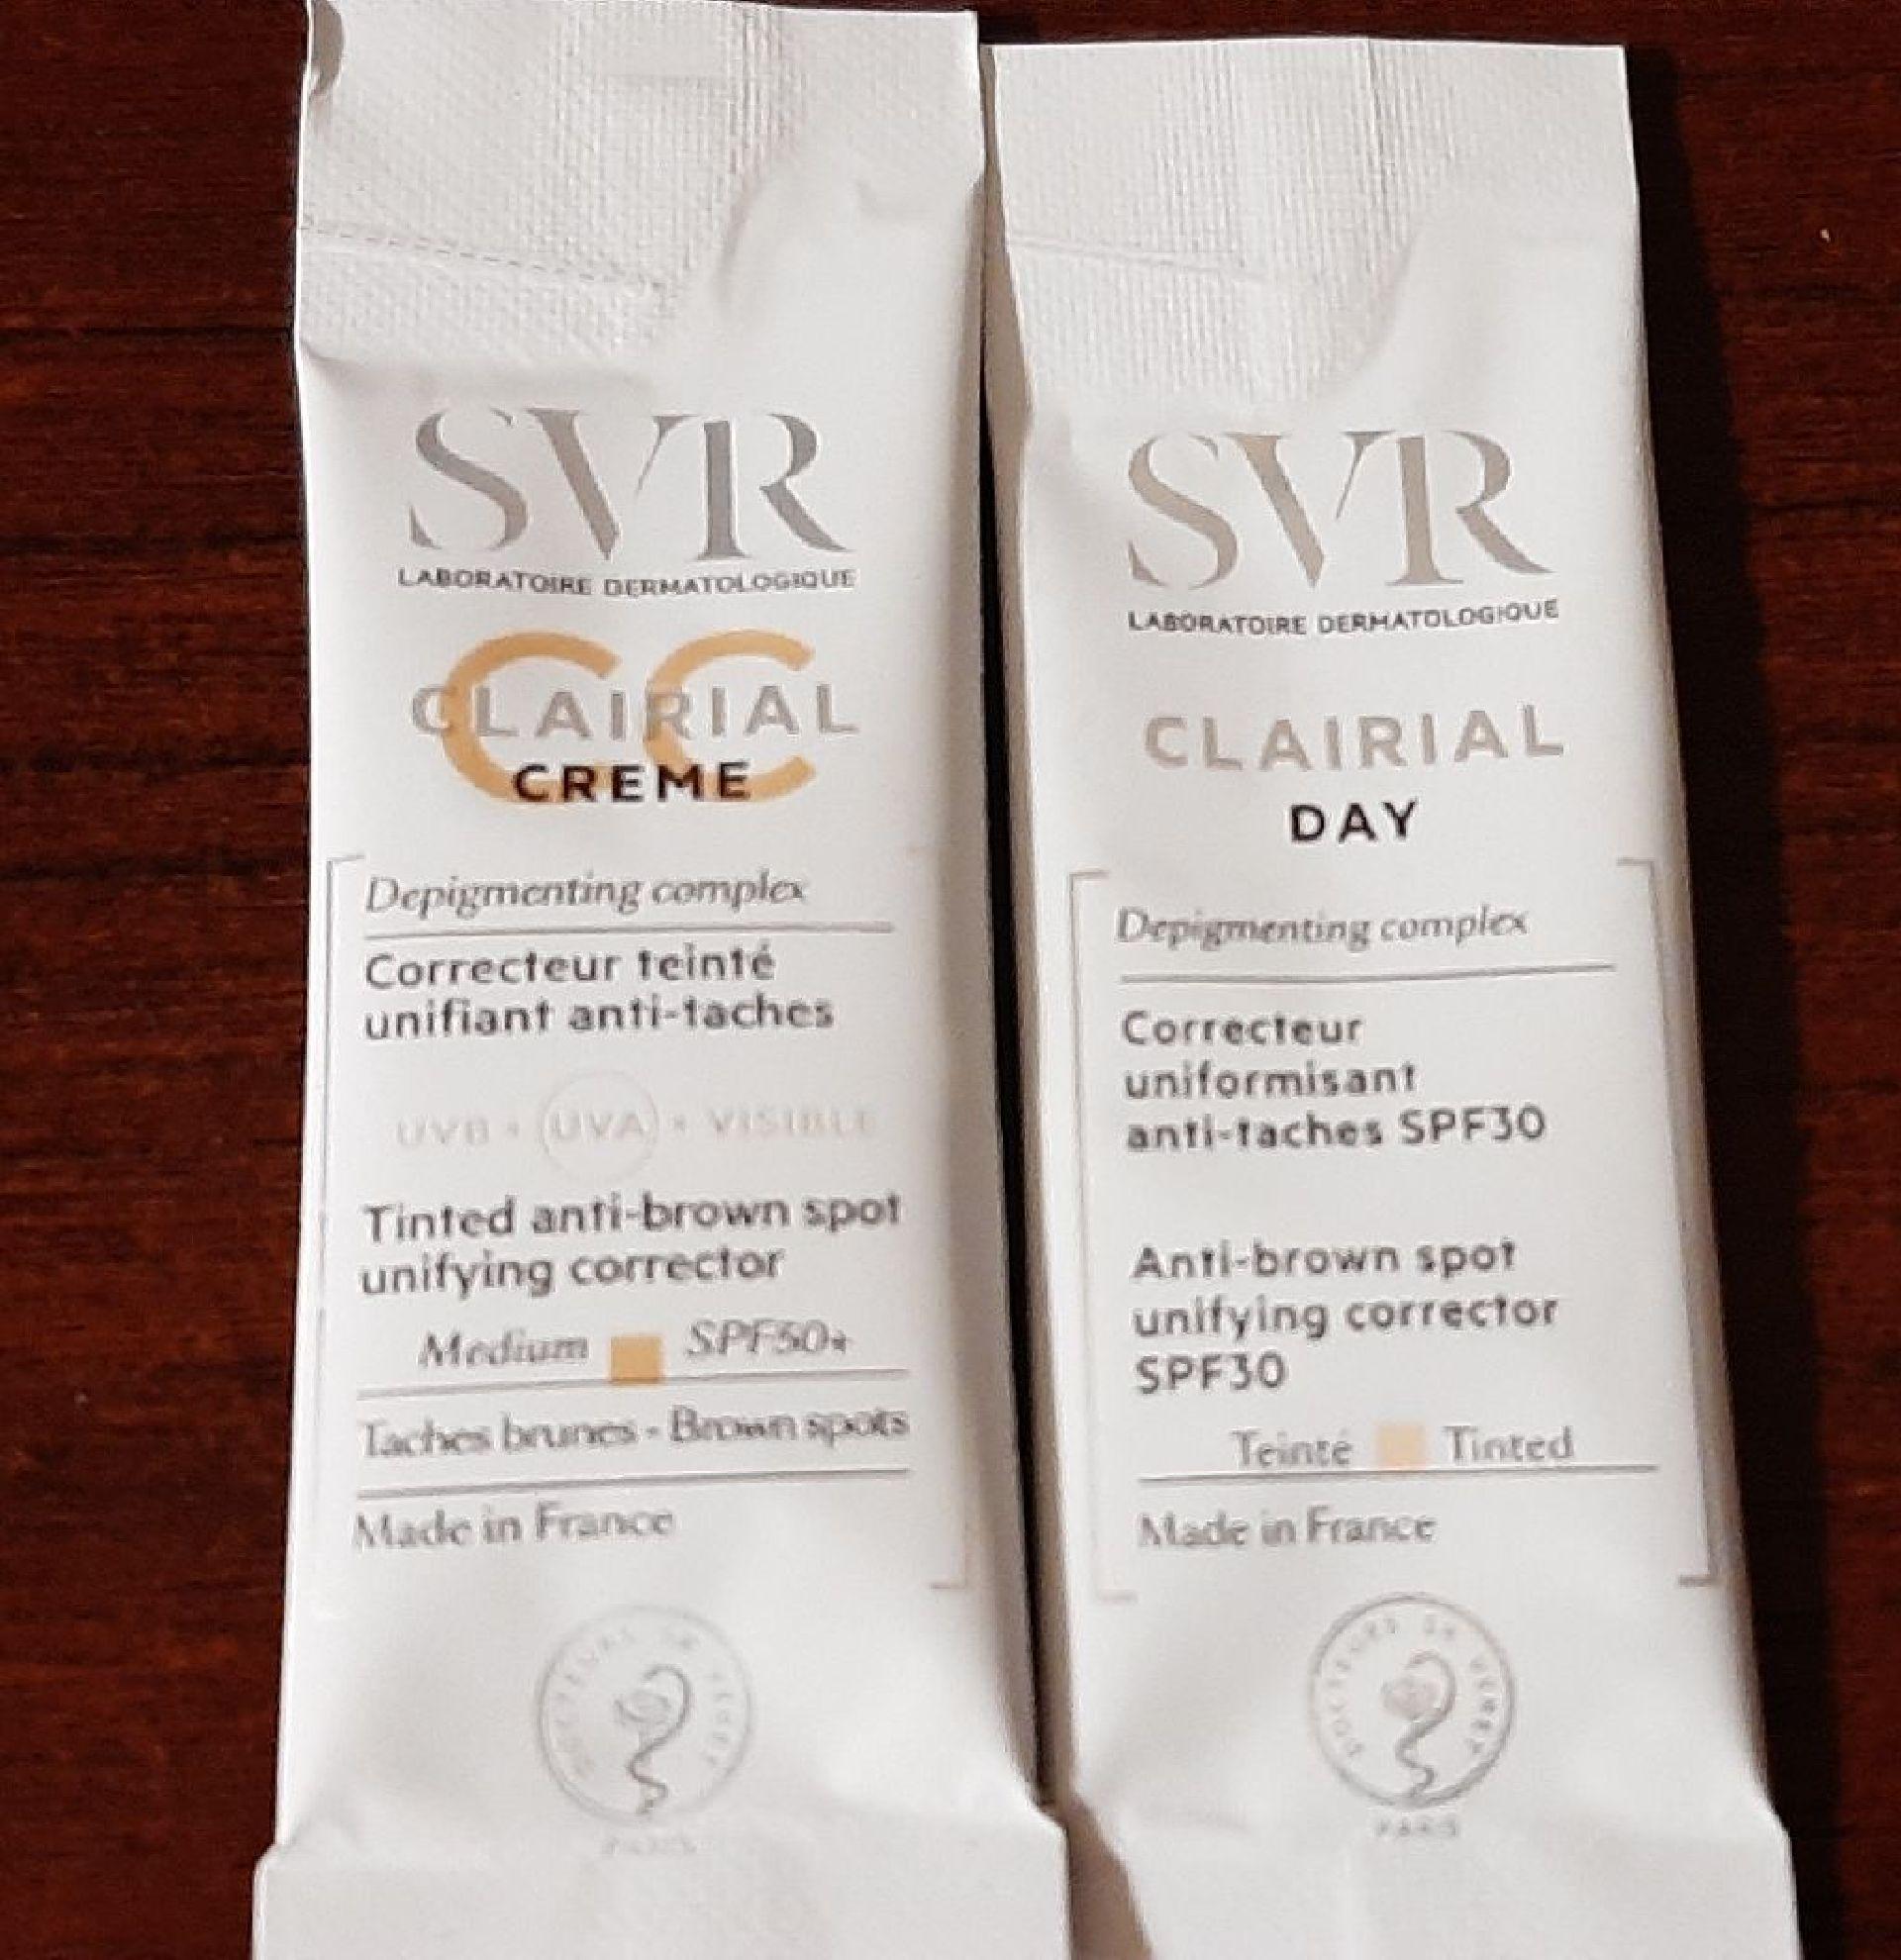 SVR
LABORATOIRE DERMATOLOGIQUE
CC
CLAIRIAL
CREME
Depigmenting complex
Correcteur teinté
unifiant anti-taches
UVB • UVA • VISIBLE
Tinted anti-brown spot
unifying corrector
Medium SPF50+
Taches brunes - Brown spots
Made in France
PARIS
SVR
LABORATOIRE DERMATOLOGIQUE
CLAIRIAL
DAY
Depigmenting complex
Correcteur
uniformisant
anti-taches SPF30
Anti-brown spot
unifying corrector
SPF30
Teinté Tinted
Made in France
PARIS